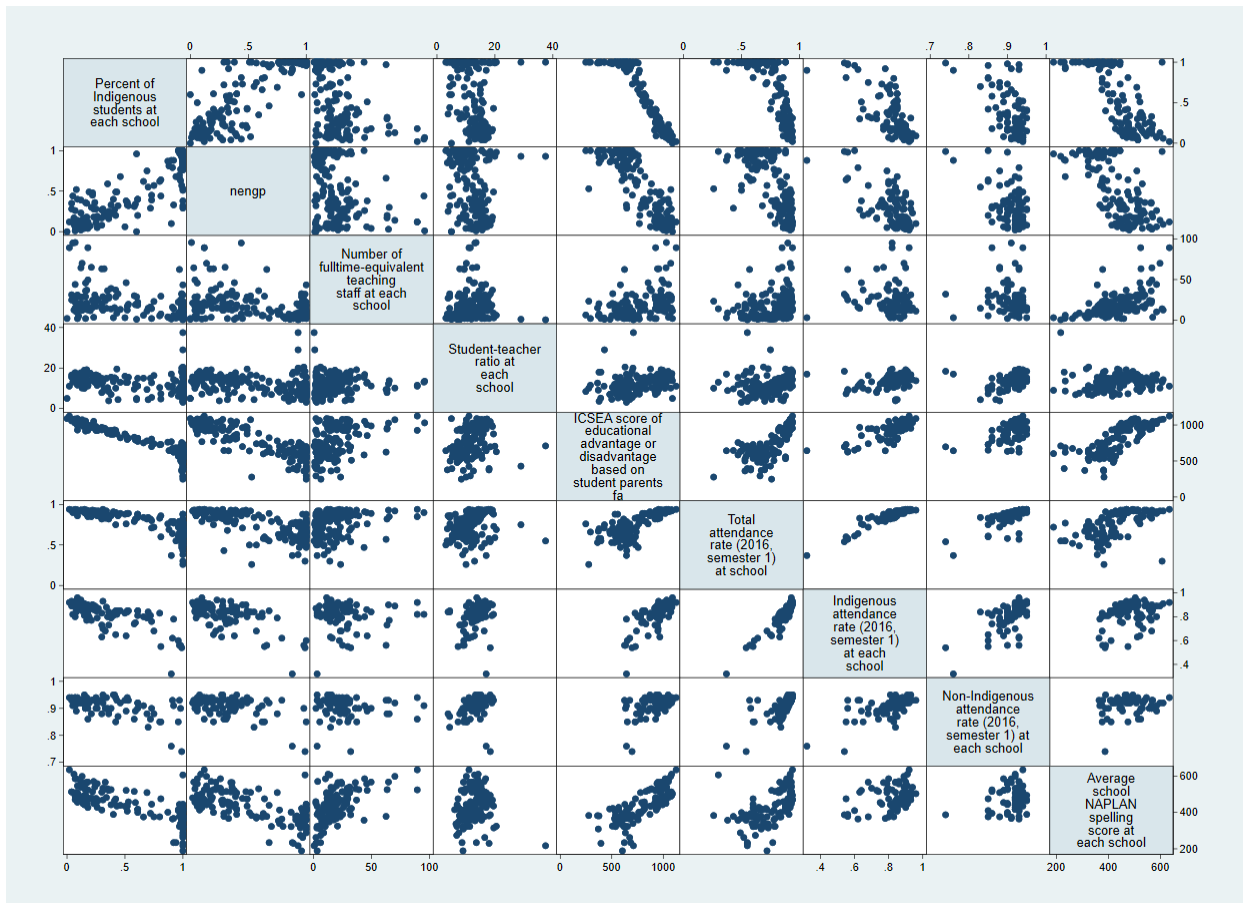 0 .5 1 0 20 40 0 .5 1 .7 .8 .9 1
Percent of
Indigenous
students at
each school
1
.5
0
1
.5
0
nengp
Number of
fulltime-equivalent
teaching
staff at each
school
100
50
0
40
20
0
Student-teacher
ratio at
each
school
ICSEA score of
educational
advantage or
disadvantage
based on
student parents
fa
1000
500
0
1
.5
0
Total
attendance
rate (2016,
semester 1)
at school
Indigenous
attendance
rate (2016,
semester 1)
at each
school
1
.8
.6
.4
1
.9
.8
.7
Non-Indigenous
attendance
rate (2016,
semester 1) at
each school
Average
school
NAPLAN
spelling
score at
each school
600
400
200
0 .5 1 0 50 100 0 500 1000 .4 .6 .8 1 200 400 600